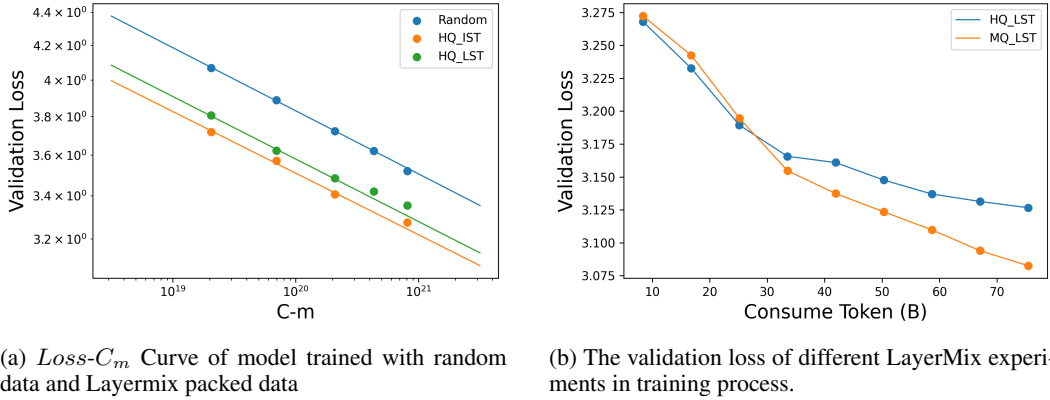 4.4 × 10⁰
4.2 × 10⁰
4 × 10⁰
3.8 × 10⁰
3.6 × 10⁰
3.4 × 10⁰
3.2 × 10⁰
Validation Loss
Random
HQ_IST
HQ_LST
10¹⁹
10²⁰
10²¹
C-m
(a) Loss-Cₘ Curve of model trained with random
data and Layermix packed data
3.275
3.250
3.225
3.200
3.175
3.150
3.125
3.100
3.075
Validation Loss
HQ_LST
MQ_LST
10 20 30 40 50 60 70
Consume Token (B)
(b) The validation loss of different LayerMix experi-
ments in training process.